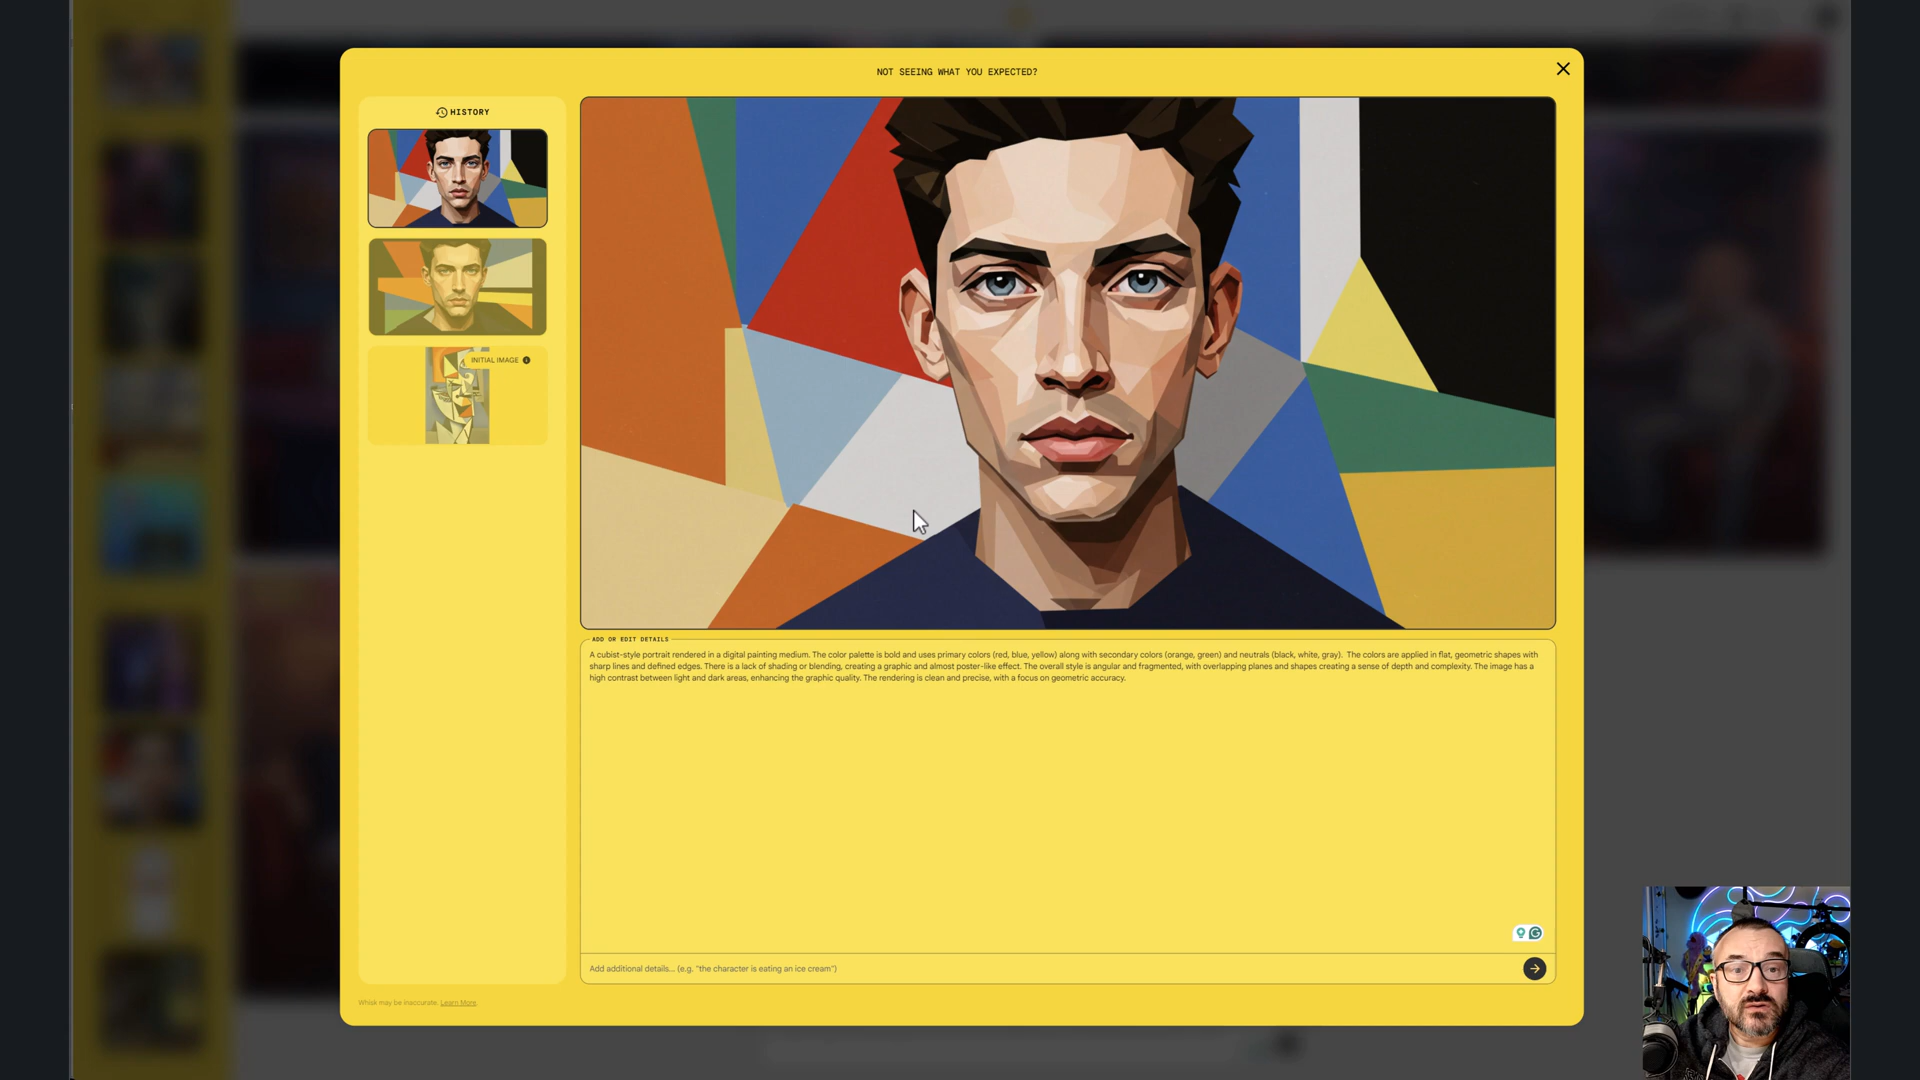 NOT SEEING WHAT YOU EXPECTED?
HISTORY
INITIAL IMAGE
ADD OR EDIT DETAILS
A cubist-style portrait rendered in a digital painting medium. The color palette is bold and uses primary colors (red, blue, yellow) along with secondary colors (orange, green) and neutrals (black, white, gray). The colors are applied in flat, geometric shapes with
sharp lines and defined edges. There is a lack of shading or blending, creating a graphic and almost poster-like effect. The overall style is angular and fragmented, with overlapping planes and shapes creating a sense of depth and complexity. The image has a
high contrast between light and dark areas, enhancing the graphic quality. The rendering is clean and precise, with a focus on geometric accuracy.
Add additional details... (e.g. "the character is eating an ice cream")
Whisk may be inaccurate. Learn More.